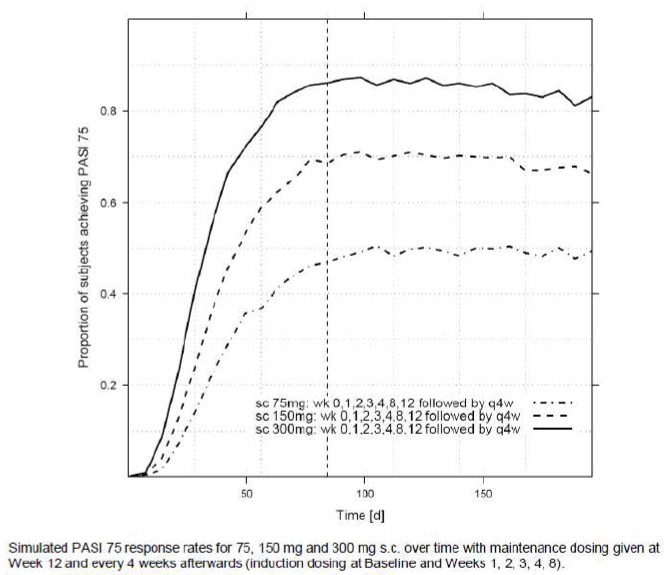 0.8
0.6
0.4
0.2
Proportion of subjects achieving PASI 75
sc 75mg: wk 0,1,2,3,4,8,12 followed by q4w
sc 150mg: wk 0,1,2,3,4,8,12 followed by q4w
sc 300mg: wk 0,1,2,3,4,8,12 followed by q4w
50
100
150
Time [d]
Simulated PASI 75 response rates for 75, 150 mg and 300 mg s.c. over time with maintenance dosing given at
Week 12 and every 4 weeks afterwards (induction dosing at Baseline and Weeks 1, 2, 3, 4, 8).